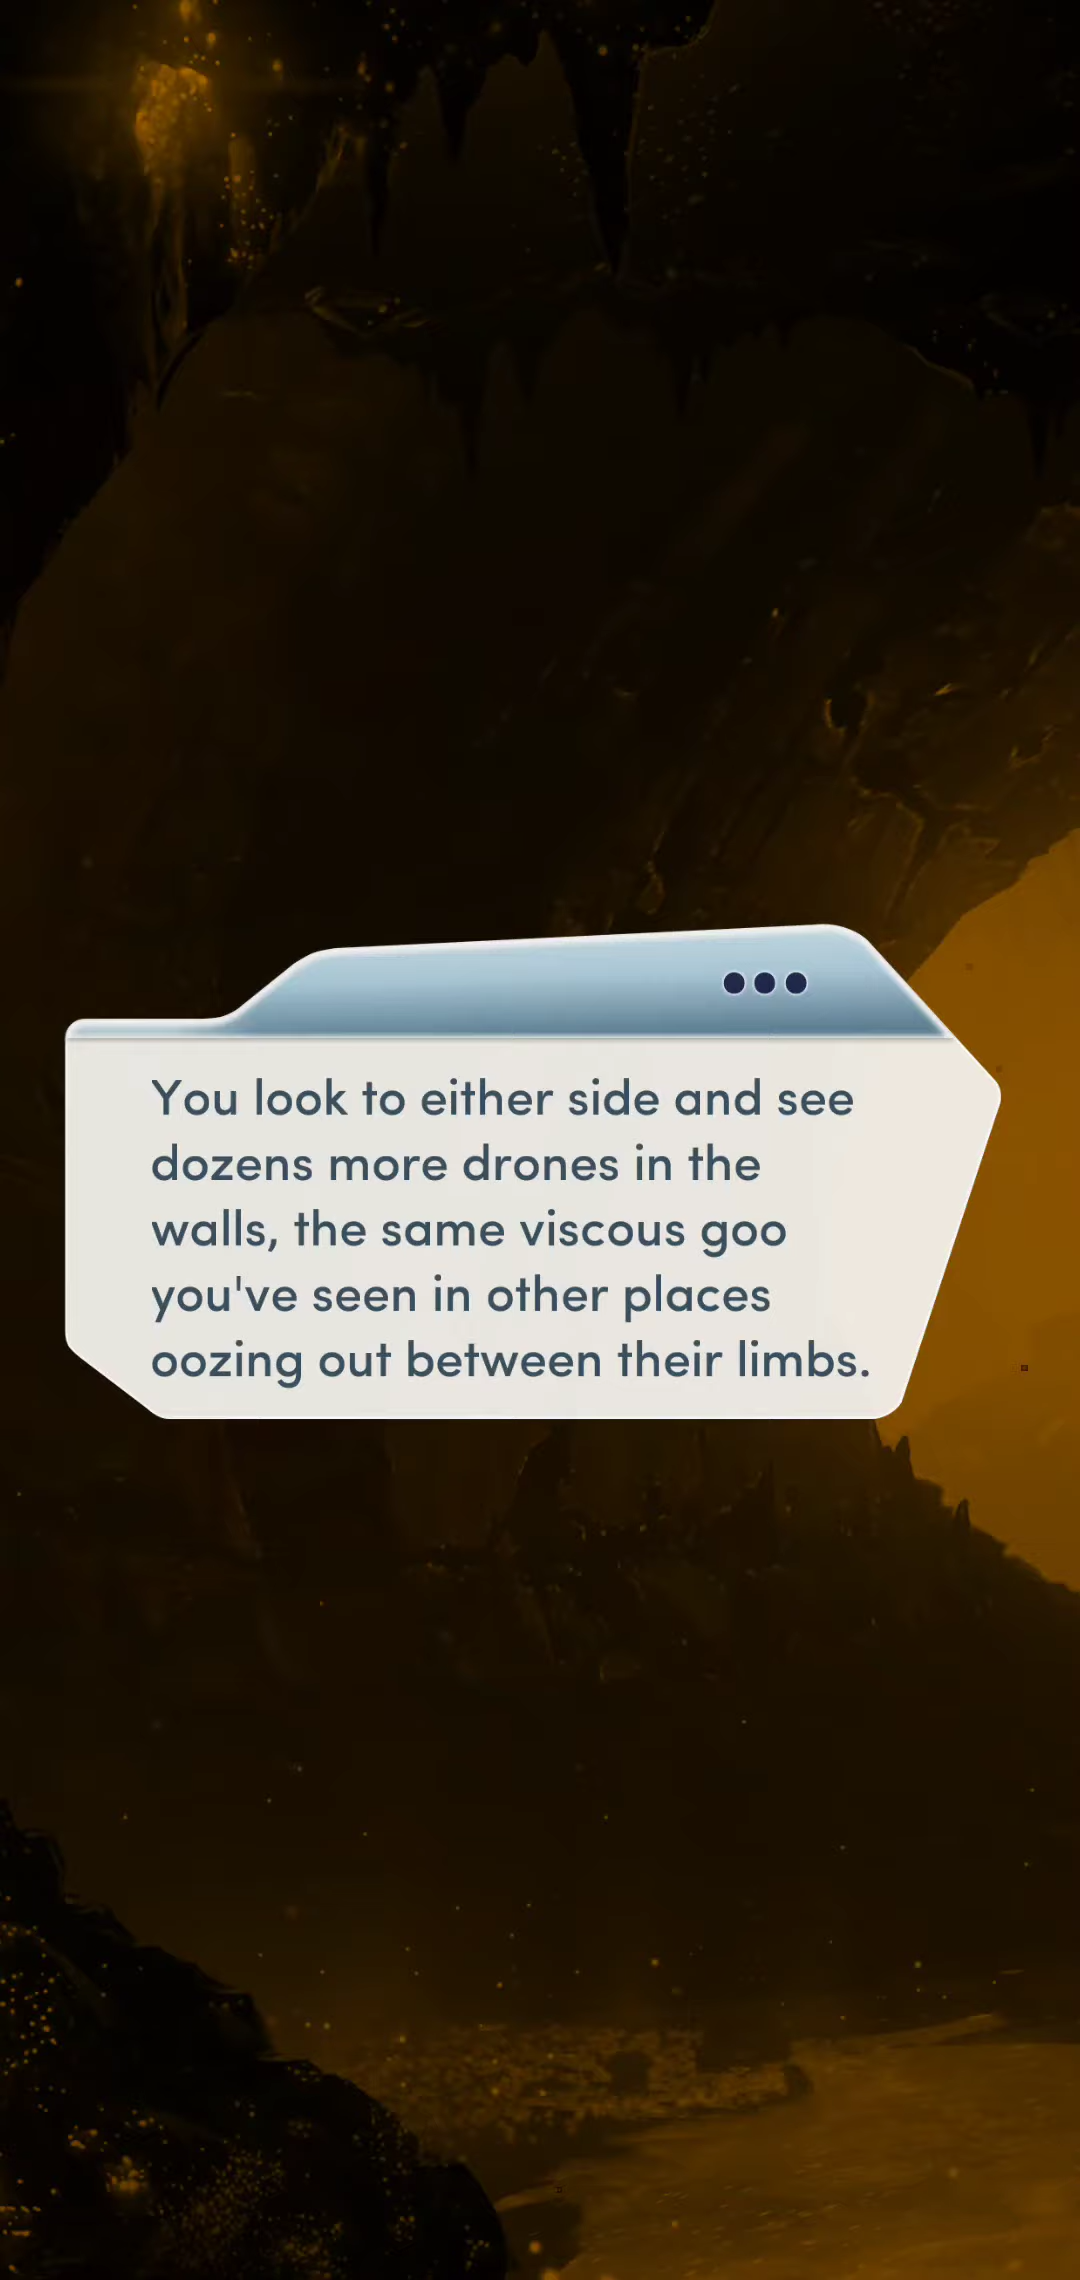 You look to either side and see
dozens more drones in the
walls, the same viscous goo
you've seen in other places
oozing out between their limbs.